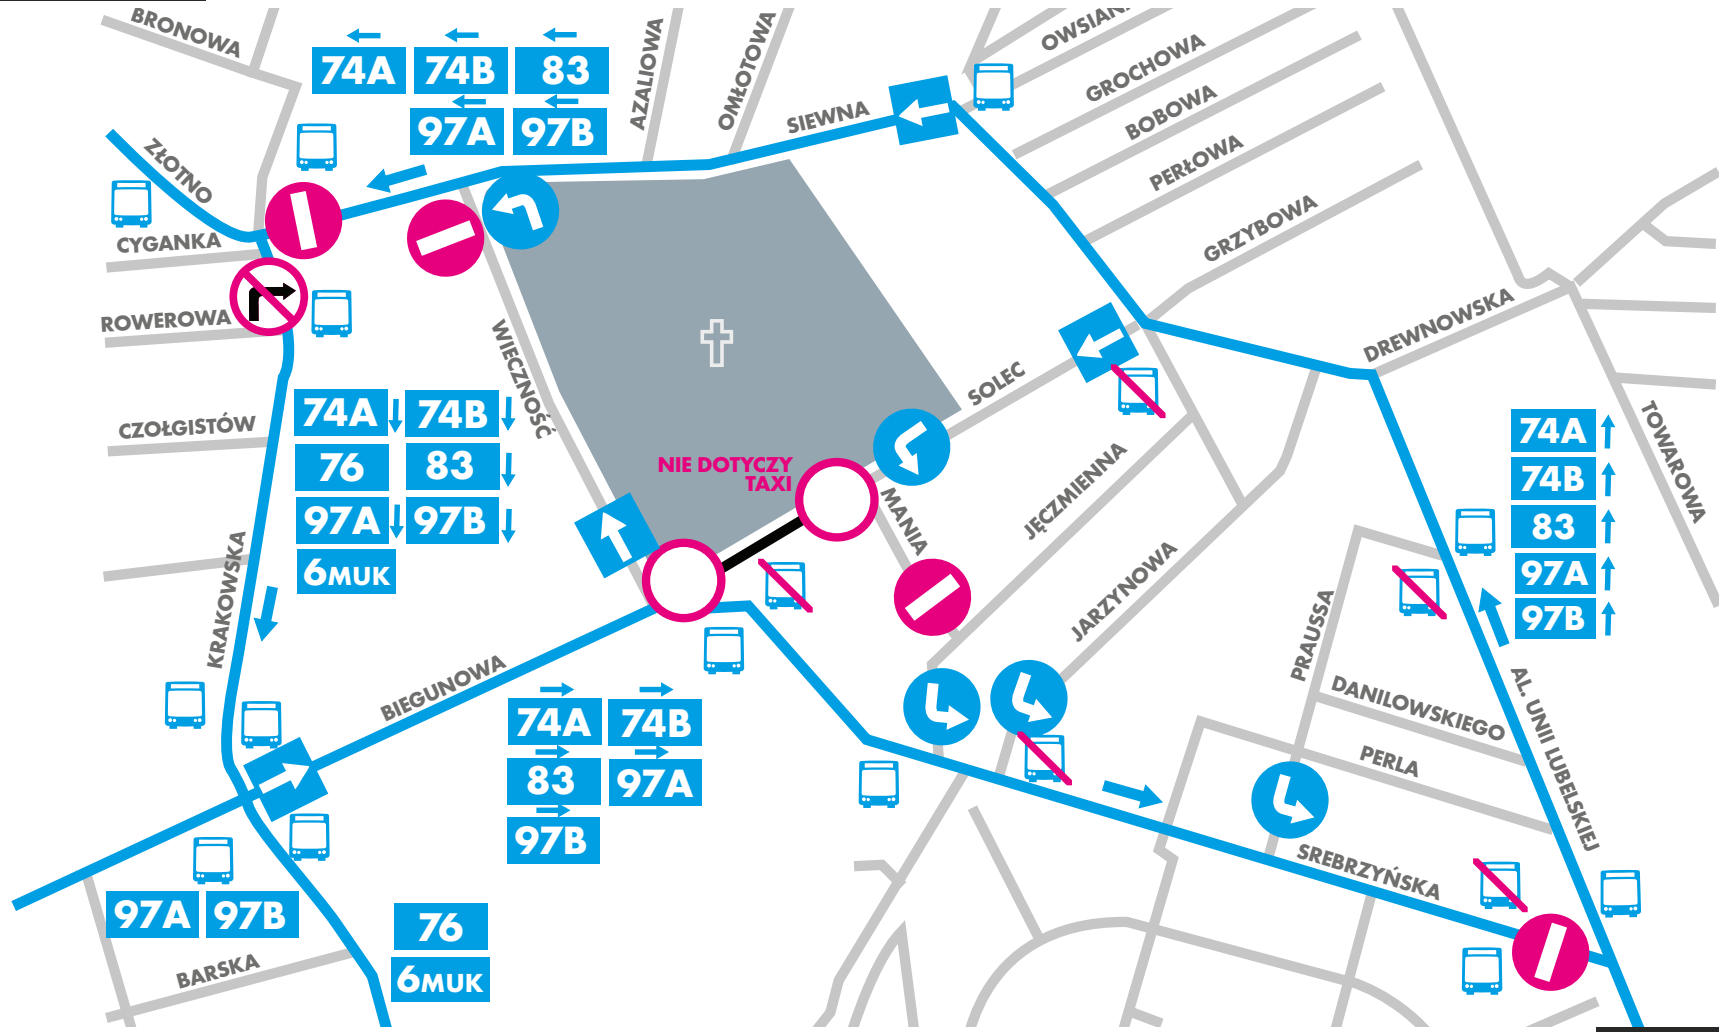 BRONOWA
74A
74B
83
97A
97B
AZALIOWA
OMŁOTOWA
SIEWNA
GROCHOWA
BOBOWA
PERŁOWA
GRZYBOWA
ZŁOTNO
CYGANKA
ROWEROWA
CZOŁGISTÓW
WIECZNOŚĆ
SOLEC
DREWNOWSKA
TOWAROWA
74A
74B
76
83
97A
97B
6MUK
NIE DOTYCZY
TAXI
MANIA
JĘCZMIENNA
JARZYNOWA
74A
74B
83
97A
97B
KRAKOWSKA
BIEGUNOWA
PRAUSSA
DANILOWSKIEGO
PERLA
AL. UNII LUBELSKIEJ
74A
74B
83
97A
97B
SREBRZYŃSKA
97A
97B
76
6MUK
BARSKA